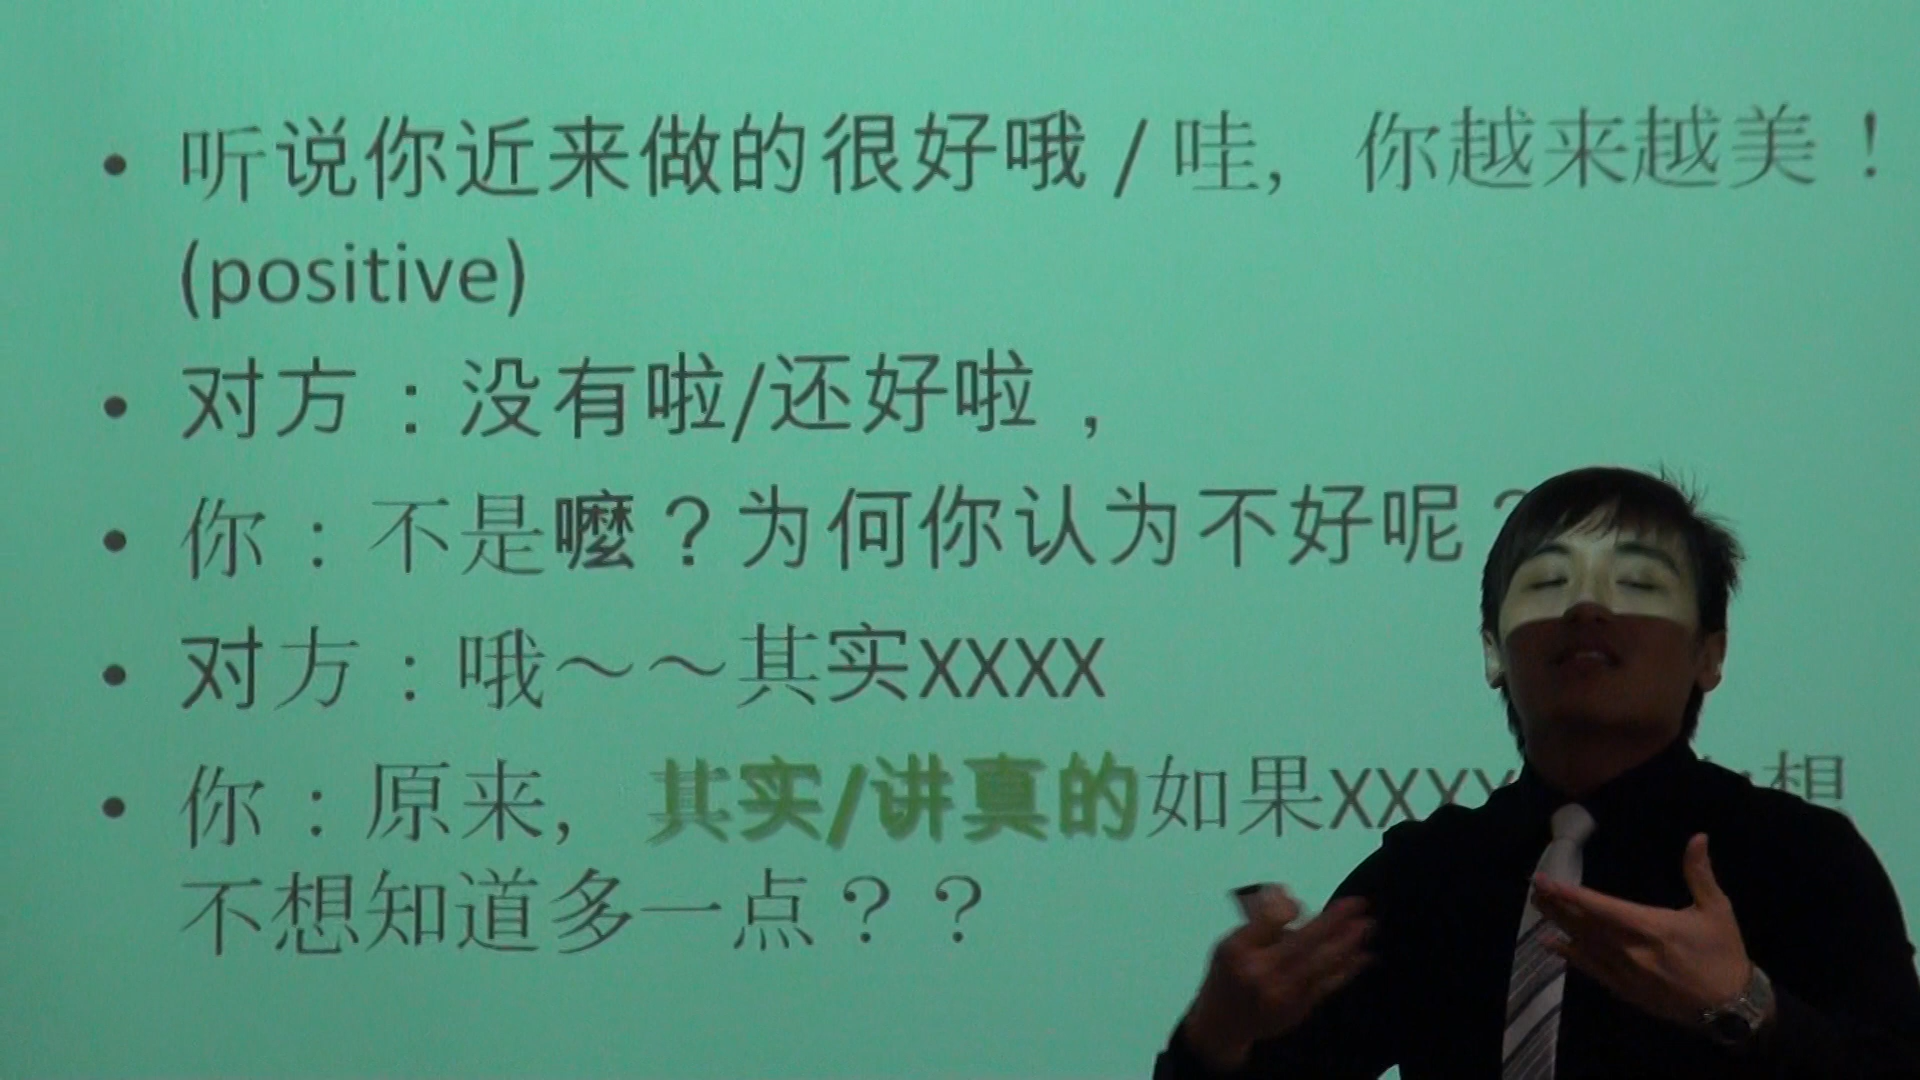 • 听说你近来做的很好哦 / 哇, 你越来越美！
(positive)
• 对方：没有啦/还好啦，
• 你：不是嚒？为何你认为不好呢？
• 对方：哦～～其实XXXX
• 你：原来, 其实/讲真的如果XXX 想
不想知道多一点？？